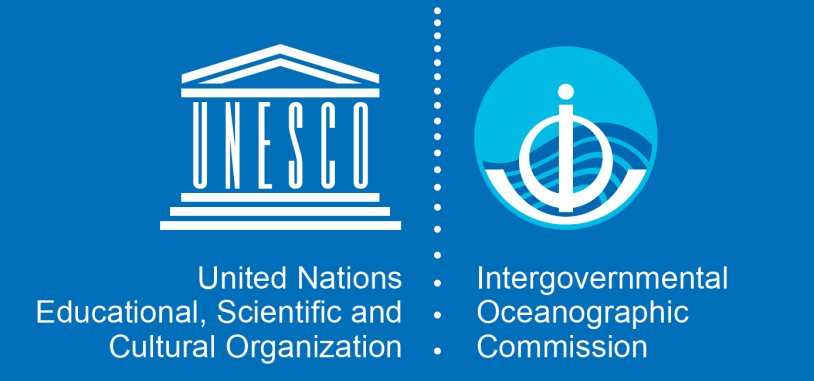 UNESCO
United Nations
Educational, Scientific and
Cultural Organization
Intergovernmental
Oceanographic
Commission